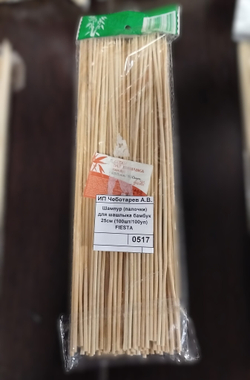 ИП Чеботарев А.В.
Шампур (палочки)
для шашлыка бамбук
25см (100шт/100уп)
FIESTA
0517